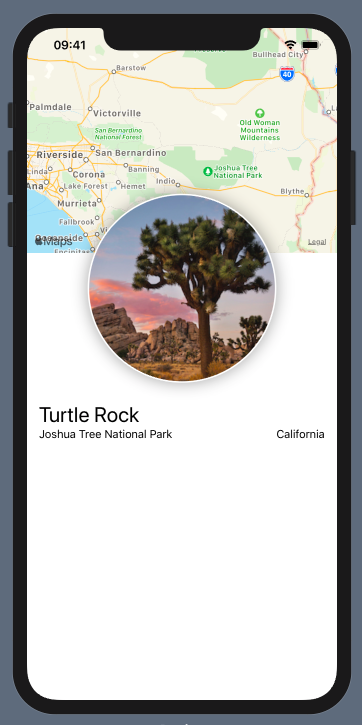 09:41
Bullhead City
Barstow
40
Palmdale
Victorville
San Bernardino
National Forest
Old Woman
Mountains
Wilderness
Riverside
San Bernardino
Linda
Corona
Banning
Joshua Tree
National Park
Ana
Lake Forest
Hemet
Indio
Blythe
Murrieta
Fallbrook
Oceanside
Maps
Legal
Turtle Rock
Joshua Tree National Park
California